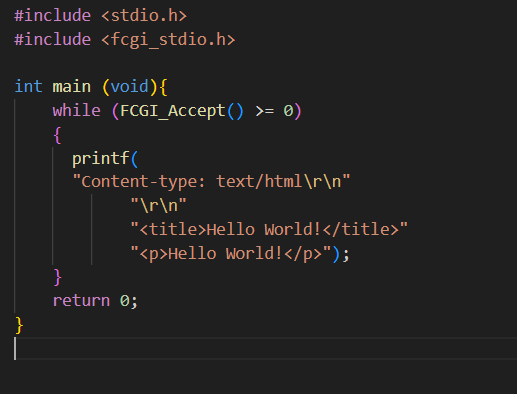 #include <stdio.h>
#include <fcgi_stdio.h>
int main (void){
while (FCGI_Accept() >= 0)
{
printf(
"Content-type: text/html\r\n"
"\r\n"
"<title>Hello World!</title>"
"<p>Hello World!</p>");
}
return 0;
}